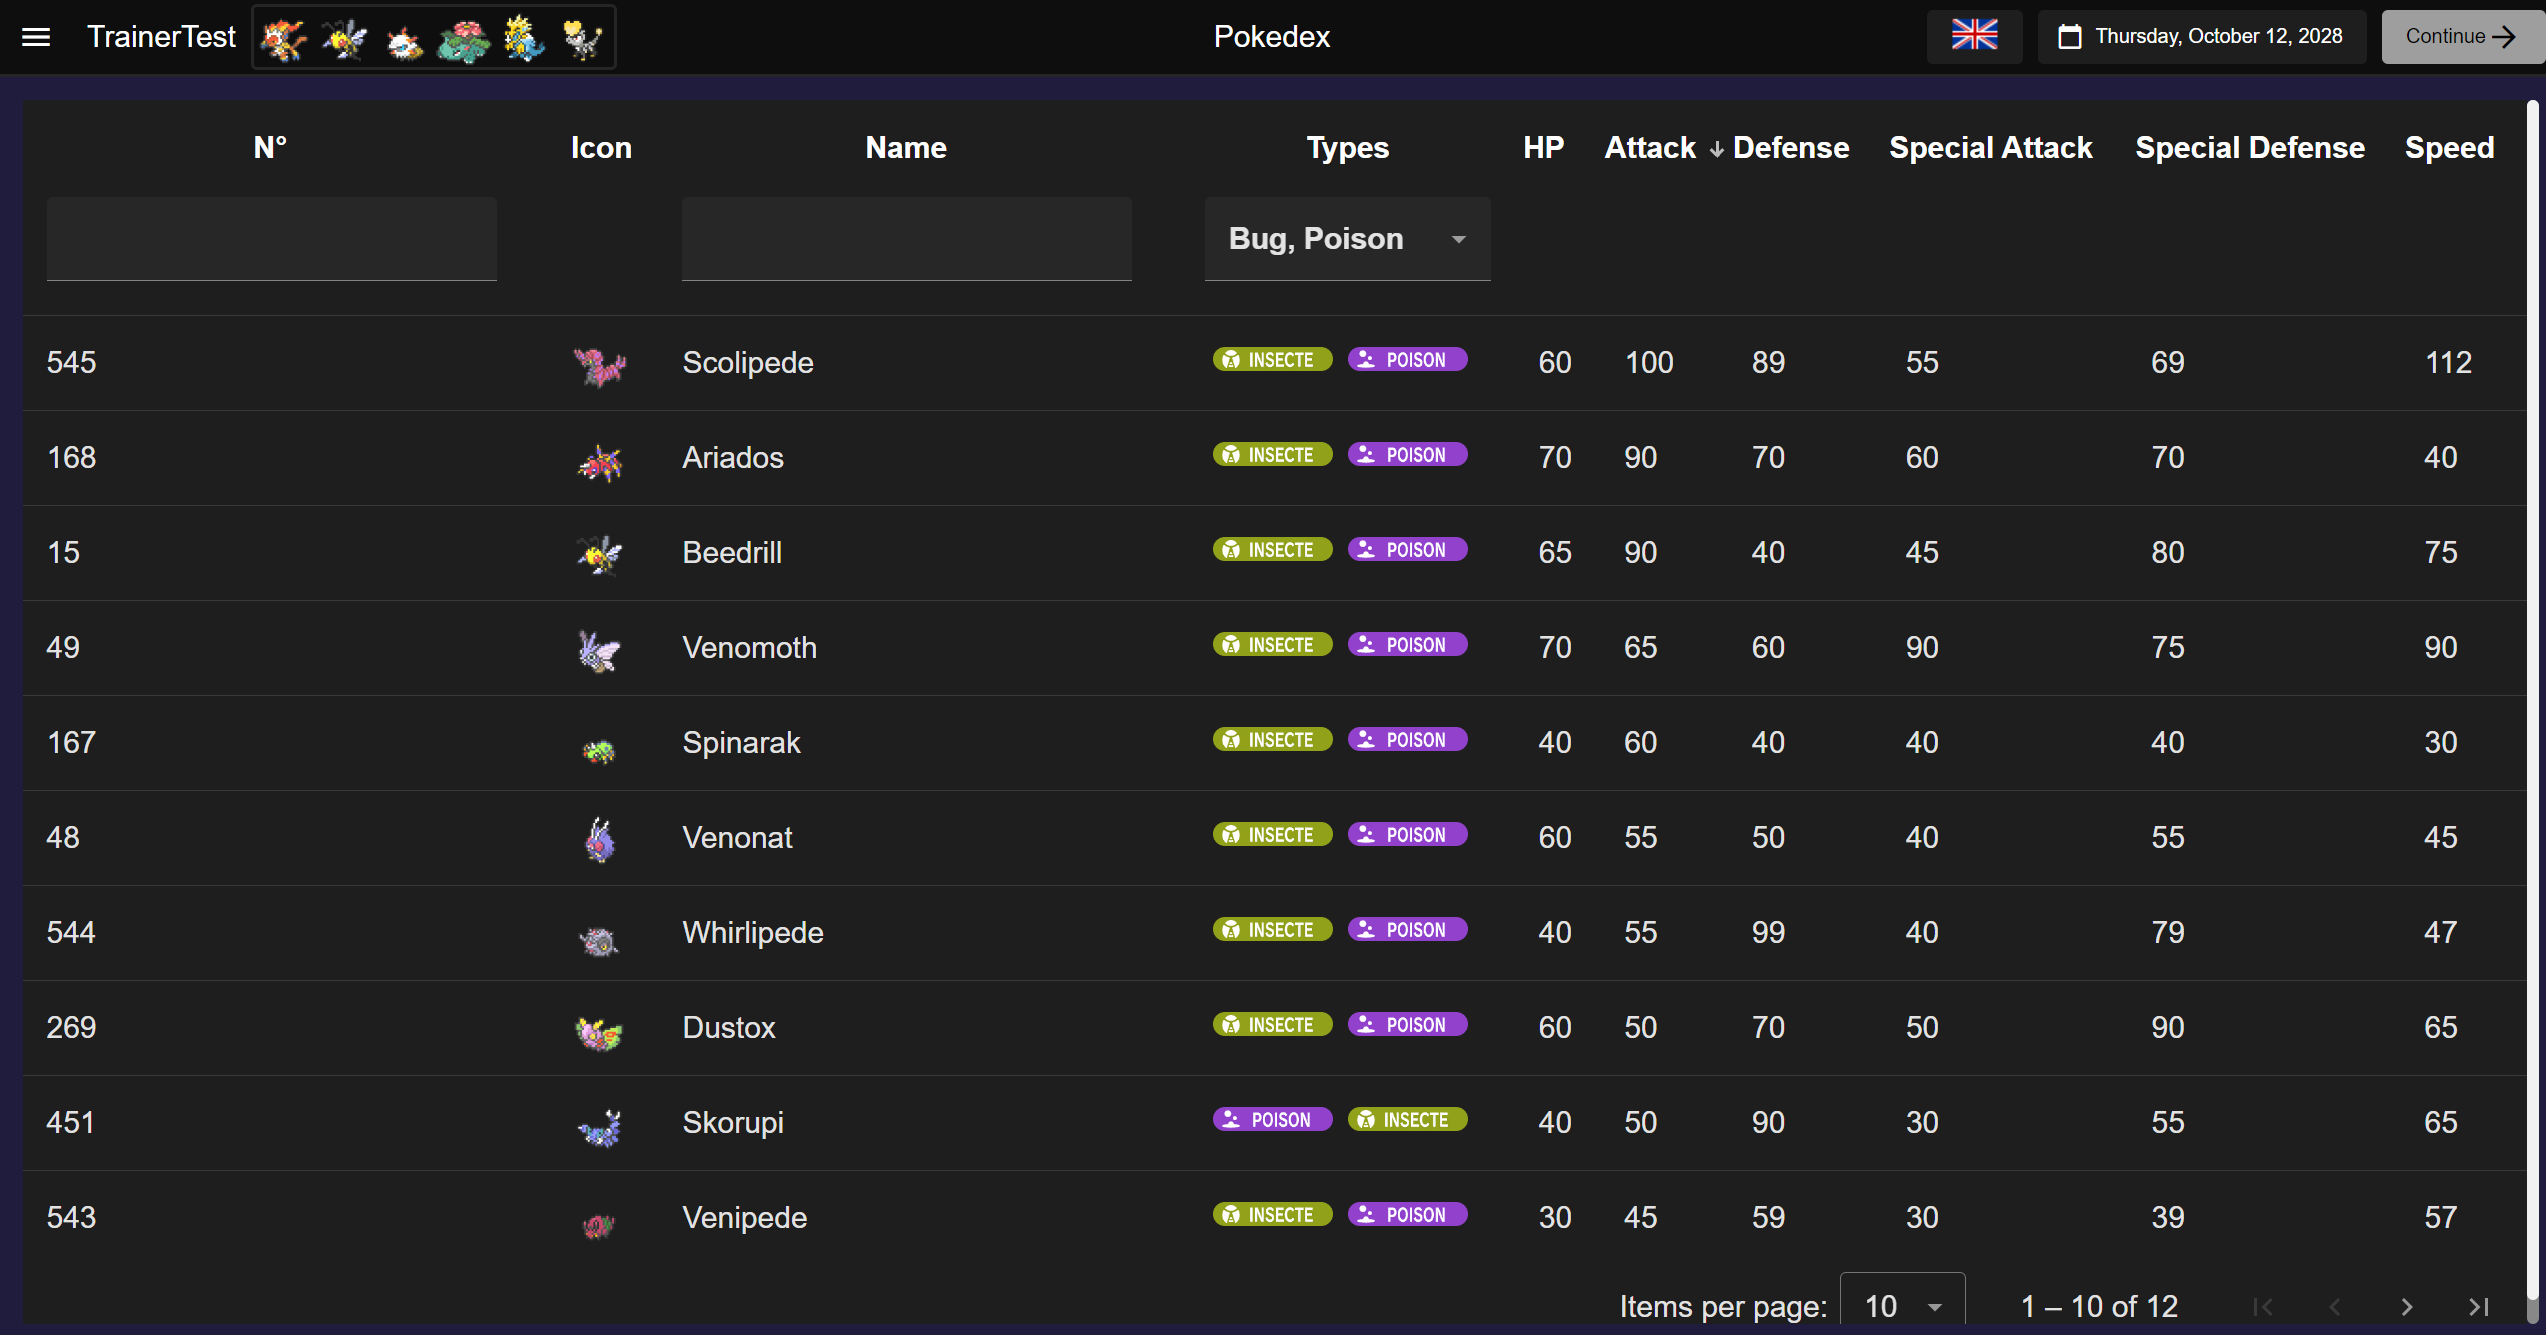 TrainerTest Pokedex Thursday, October 12, 2028 Continue
N° Icon Name Types HP Attack Defense Special Attack Special Defense Speed
Bug, Poison
545 Scolipede INSECTE POISON 60 100 89 55 69 112
168 Ariados INSECTE POISON 70 90 70 60 70 40
15 Beedrill INSECTE POISON 65 90 40 45 80 75
49 Venomoth INSECTE POISON 70 65 60 90 75 90
167 Spinarak INSECTE POISON 40 60 40 40 40 30
48 Venonat INSECTE POISON 60 55 50 40 55 45
544 Whirlipede INSECTE POISON 40 55 99 40 79 47
269 Dustox INSECTE POISON 60 50 70 50 90 65
451 Skorupi POISON INSECTE 40 50 90 30 55 65
543 Venipede INSECTE POISON 30 45 59 30 39 57
Items per page: 10 1 – 10 of 12